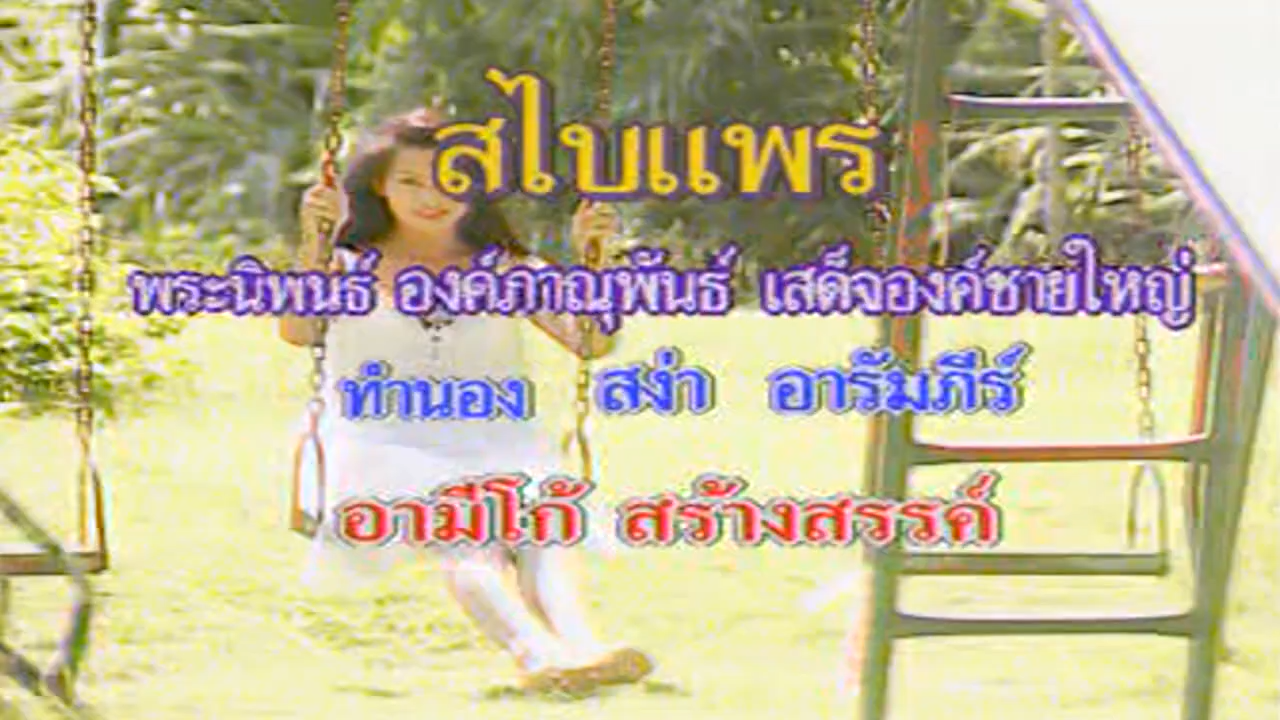 สไบแพร
พระนิพนธ์ องค์ภาณุพันธ์ เสด็จองค์ชายใหญ่
ทำนอง สง่า อารัมภีร์
อามีโก้ สร้างสรรค์